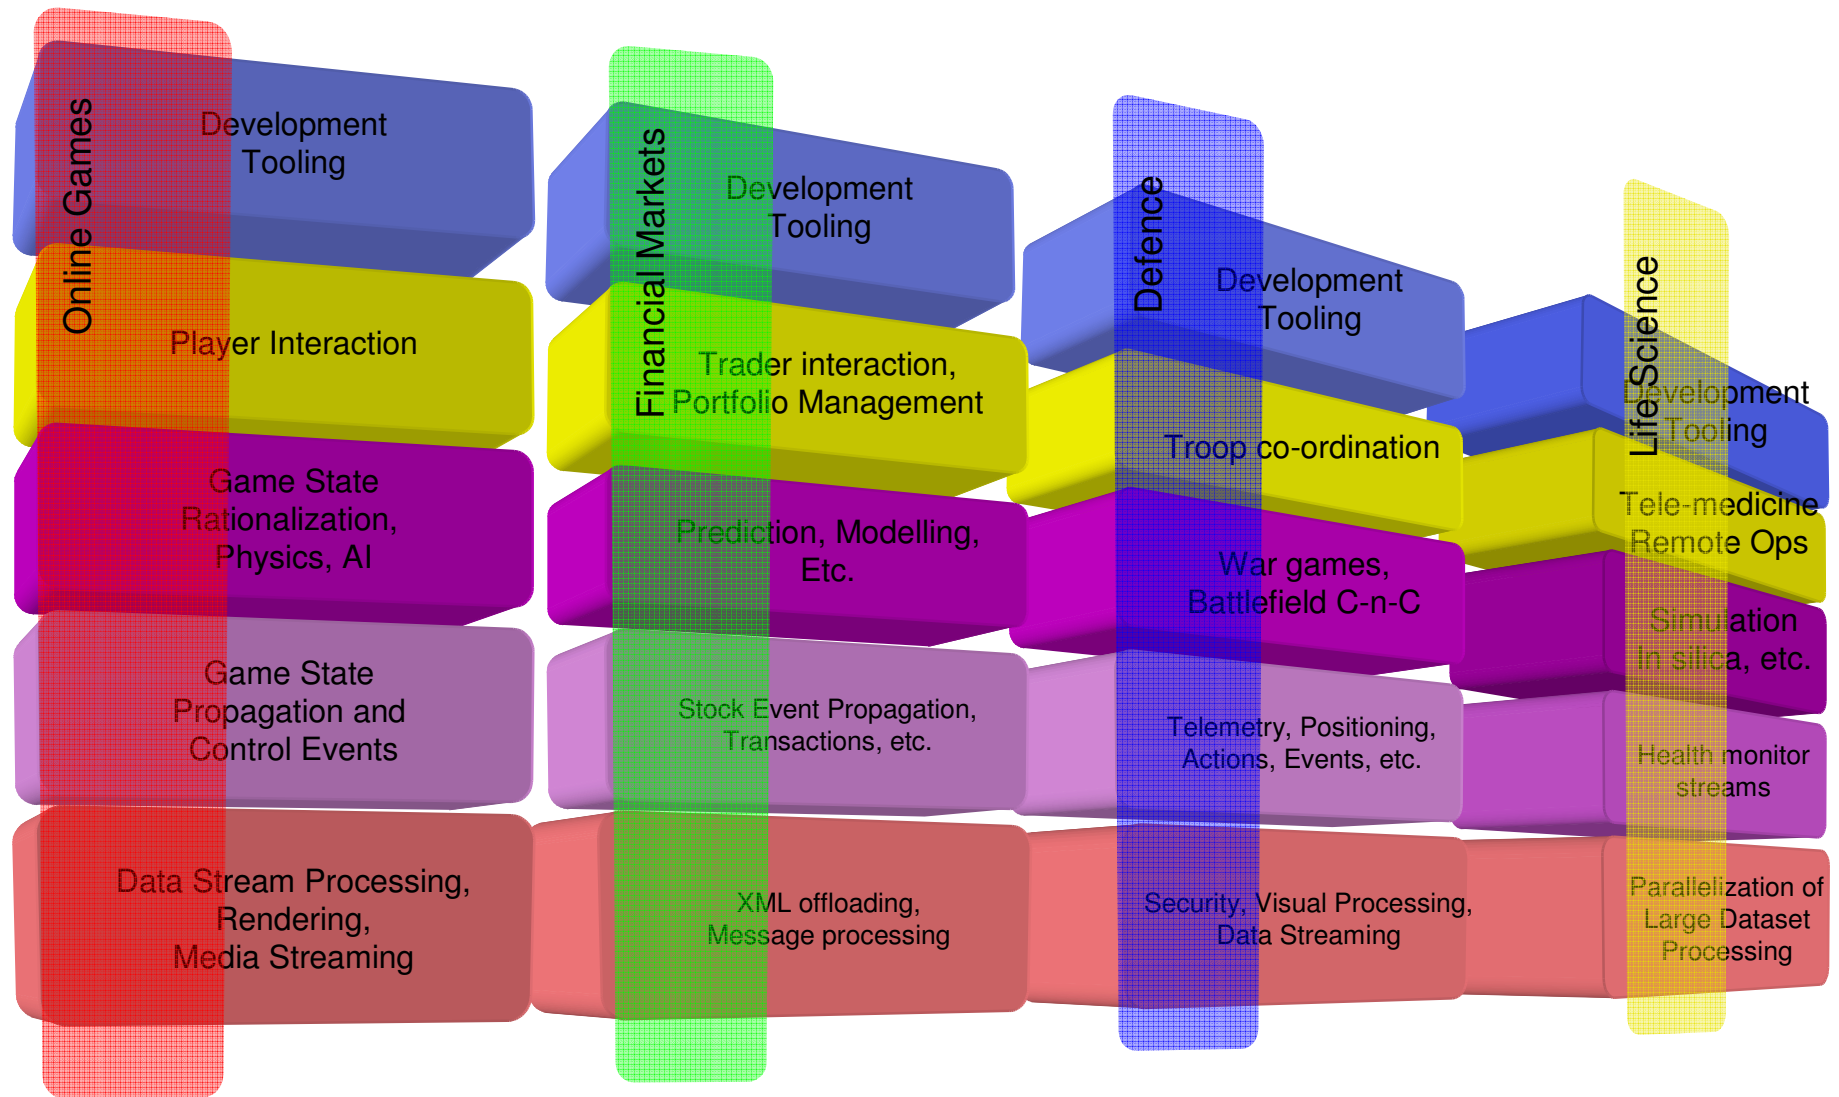 Online Games
Development
Tooling
Player Interaction
Game State
Rationalization,
Physics, AI
Game State
Propagation and
Control Events
Data Stream Processing,
Rendering,
Media Streaming
Financial Markets
Development
Tooling
Trader interaction,
Portfolio Management
Prediction, Modelling,
Etc.
Stock Event Propagation,
Transactions, etc.
XML offloading,
Message processing
Defence
Development
Tooling
Troop co-ordination
War games,
Battlefield C-n-C
Telemetry, Positioning,
Actions, Events, etc.
Security, Visual Processing,
Data Streaming
Life Science
Development
Tooling
Tele-medicine
Remote Ops
Simulation
In silica, etc.
Health monitor
streams
Parallelization of
Large Dataset
Processing